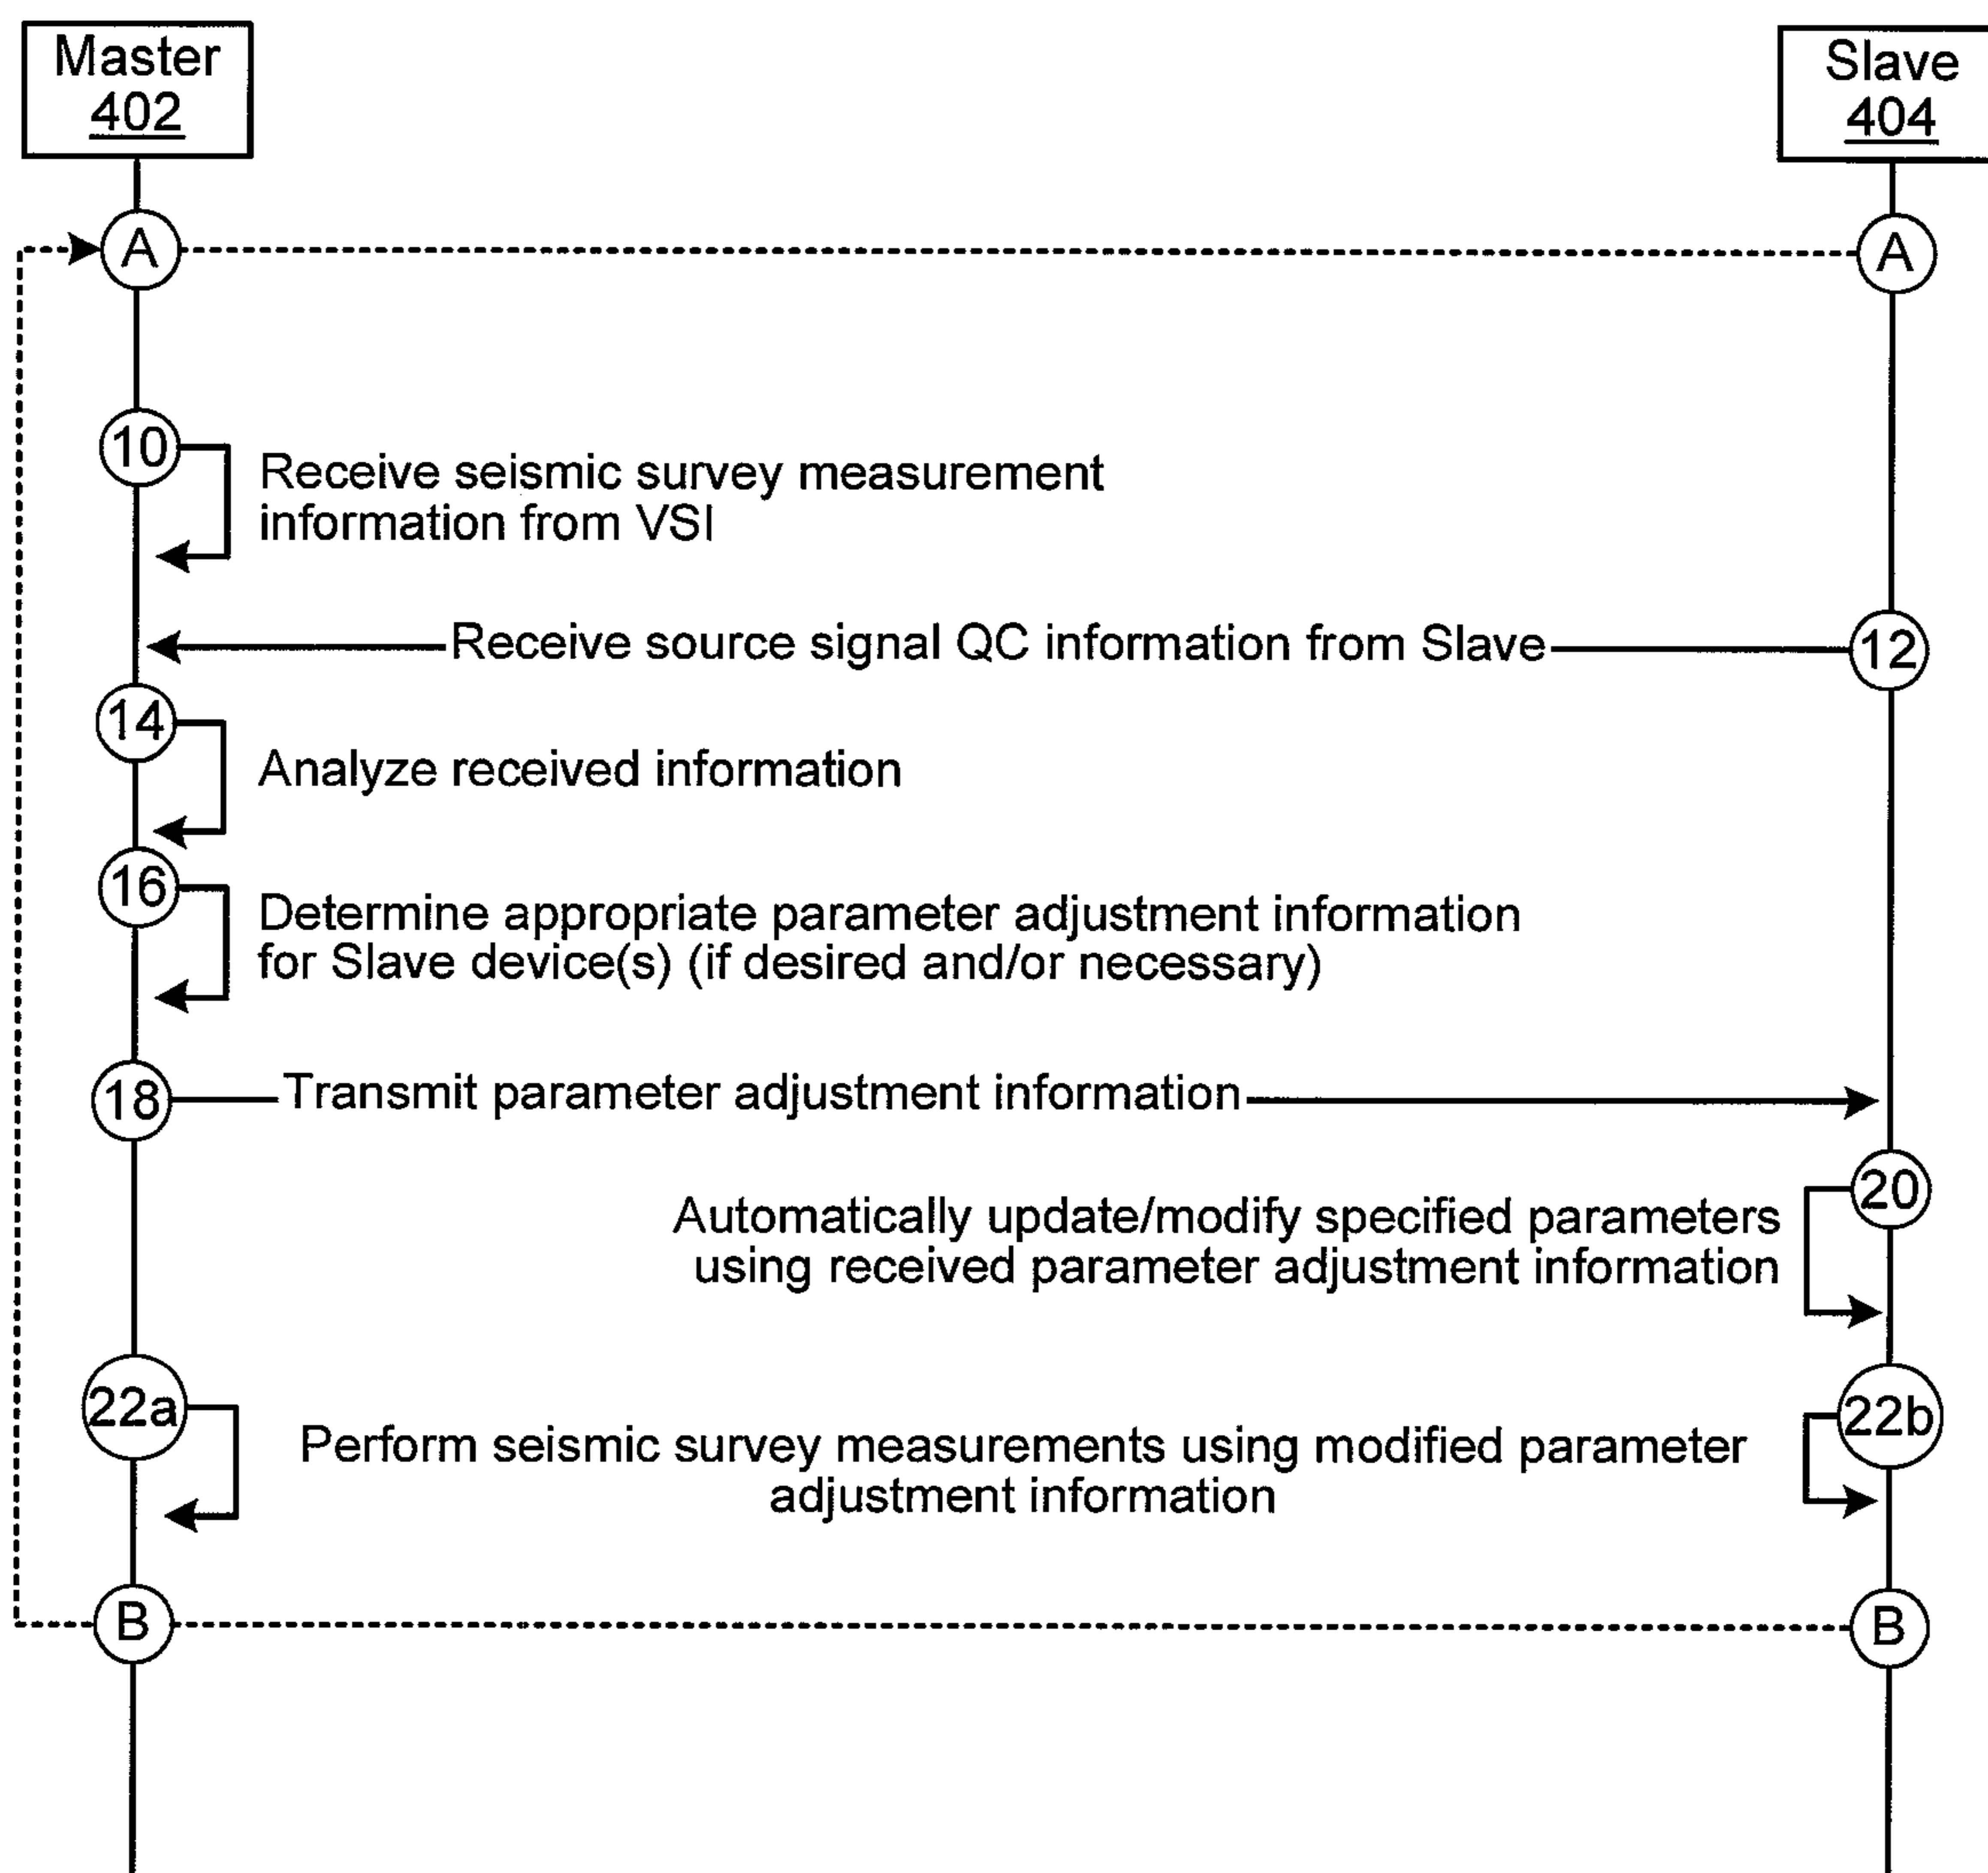 Master
402
Slave
404
A
A
10
Receive seismic survey measurement
information from VSI
Receive source signal QC information from Slave
12
14
Analyze received information
16
Determine appropriate parameter adjustment information
for Slave device(s) (if desired and/or necessary)
18
Transmit parameter adjustment information
20
Automatically update/modify specified parameters
using received parameter adjustment information
22a
22b
Perform seismic survey measurements using modified parameter
adjustment information
B
B